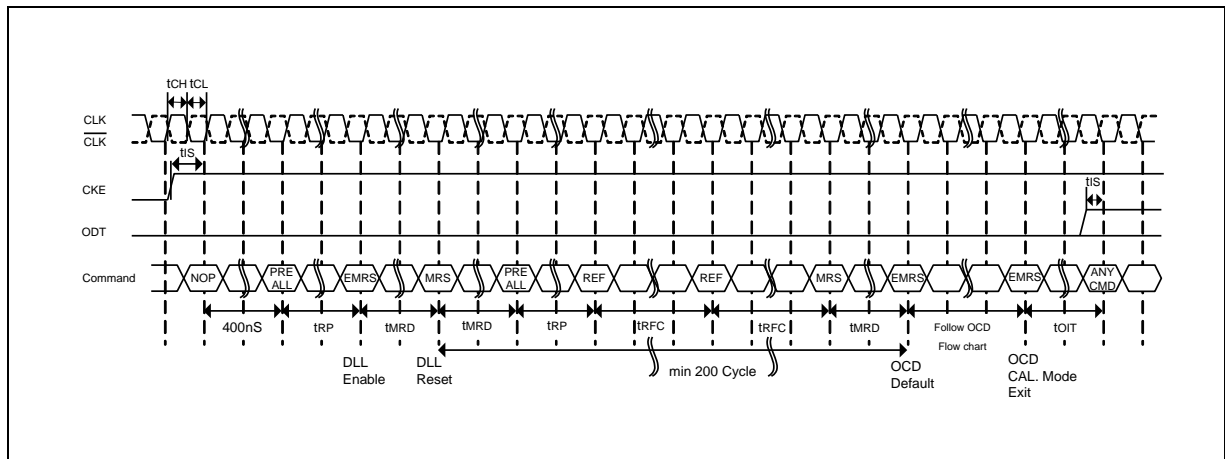 tCH tCL
CLK
CLK
tIS
CKE
tIS
ODT
Command NOP PRE ALL EMRS MRS PRE ALL REF REF MRS EMRS EMRS ANY CMD
400nS tRP tMRD tMRD tRP tRFC tRFC tMRD Follow OCD Flow chart tOIT
DLL Enable
DLL Reset
min 200 Cycle
OCD Default
OCD CAL. Mode Exit